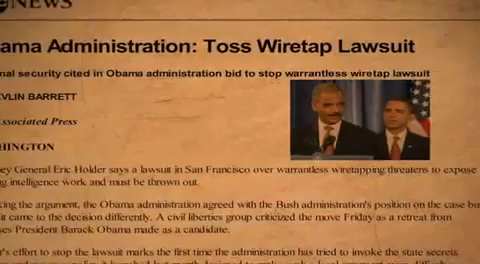 NEWS
ama Administration: Toss Wiretap Lawsuit
nal security cited in Obama administration bid to stop warrantless wiretap lawsuit
EVLIN BARRETT
Associated Press
HINGTON
ey General Eric Holder says a lawsuit in San Francisco over warrantless wiretapping threatens to expose
ng intelligence work and must be thrown out.
king the argument, the Obama administration agreed with the Bush administration's position on the case but
it came to the decision differently. A civil liberties group criticized the move Friday as a retreat from
ses President Barack Obama made as a candidate.
r's effort to stop the lawsuit marks the first time the administration has tried to invoke the state secrets